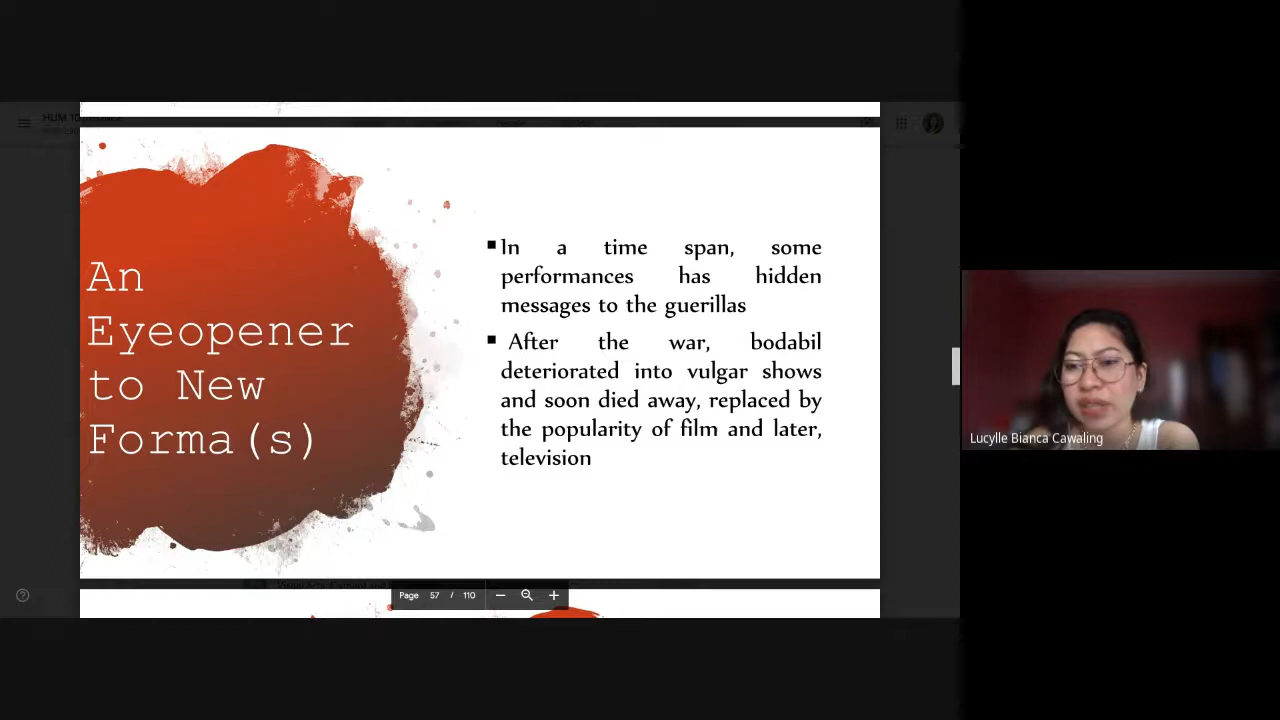 HUM 10
An
Eyeopener
to New
Forma(s)
▪ In a time span, some
performances has hidden
messages to the guerillas
▪ After the war, bodabil
deteriorated into vulgar shows
and soon died away, replaced by
the popularity of film and later,
television
Lucylle Bianca Cawaling
Page 57 / 110